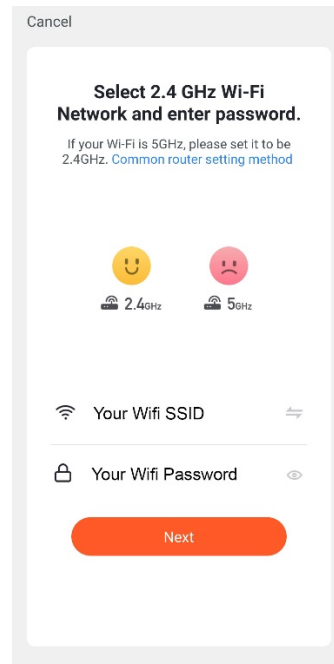 Cancel
Select 2.4 GHz Wi-Fi
Network and enter password.
If your Wi-Fi is 5GHz, please set it to be
2.4GHz. Common router setting method
2.4GHz 5GHz
Your Wifi SSID
Your Wifi Password
Next